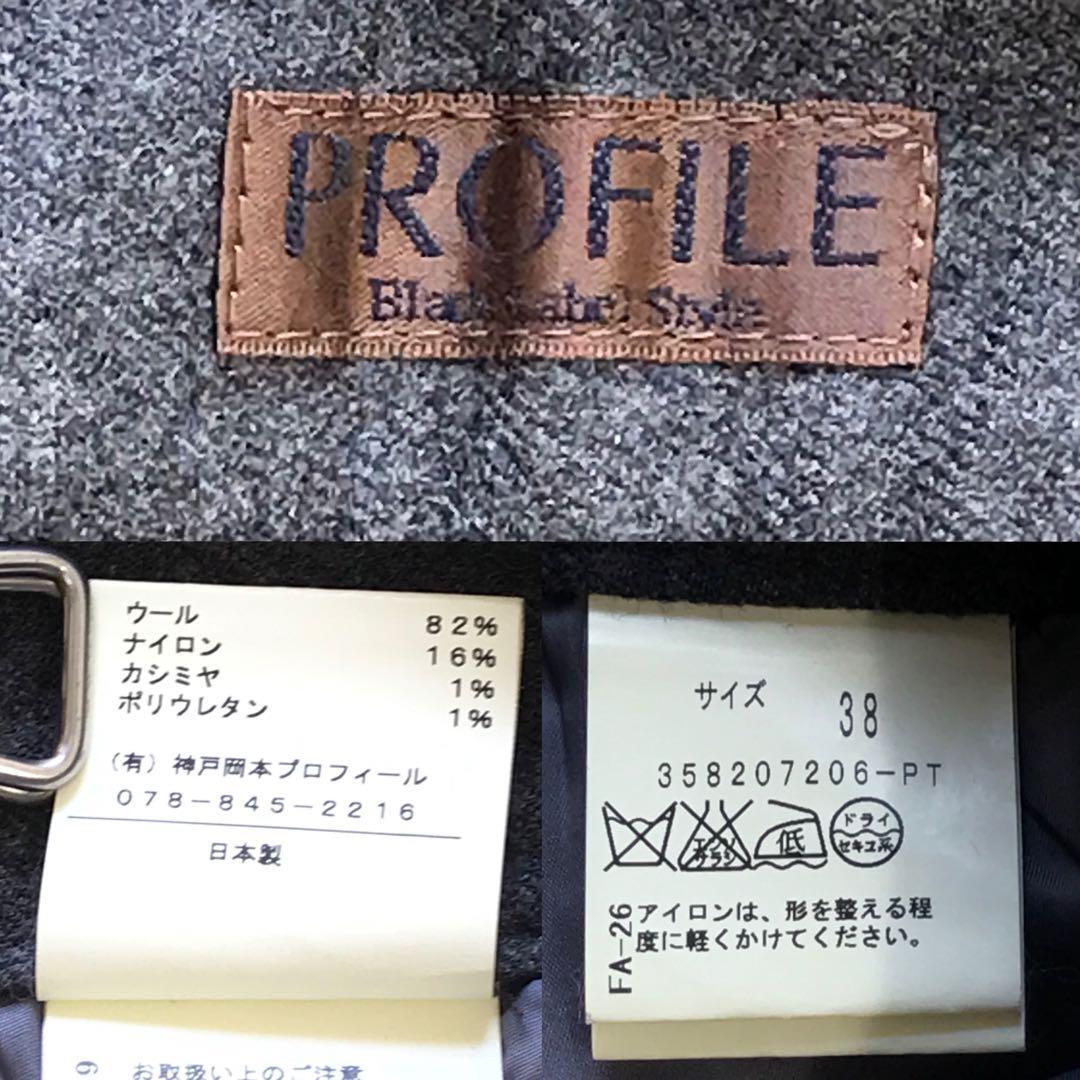 PROFILE
Black Label Style
ウール 82%
ナイロン 16%
カシミヤ 1%
ポリウレタン 1%
(有)神戸岡本プロフィール
078-845-2216
日本製
お取扱い上のご注意
サイズ 38
358207206-PT
低
ドライ
セキユ系
FA-26
アイロンは、形を整える程
度に軽くかけてください。